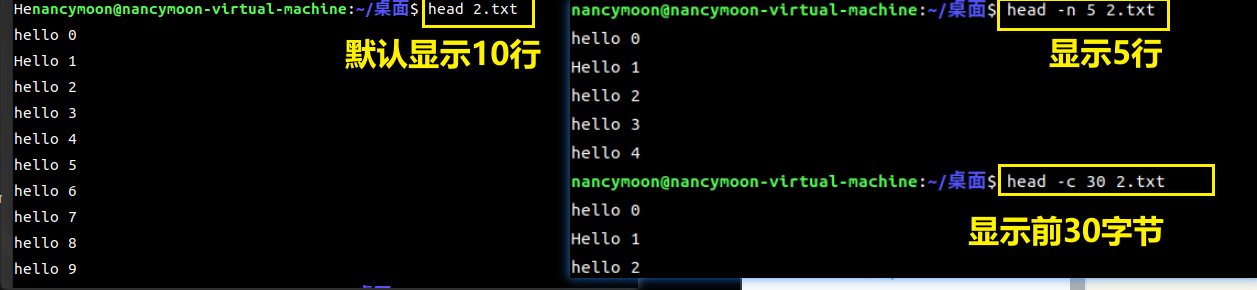 Henancymoon@nancymoon-virtual-machine:~/桌面$ head 2.txt
hello 0
Hello 1
hello 2
hello 3
hello 4
hello 5
hello 6
hello 7
hello 8
hello 9
默认显示10行
nancymoon@nancymoon-virtual-machine:~/桌面$ head -n 5 2.txt
hello 0
Hello 1
hello 2
hello 3
hello 4
显示5行
nancymoon@nancymoon-virtual-machine:~/桌面$ head -c 30 2.txt
hello 0
Hello 1
hello 2
显示前30字节